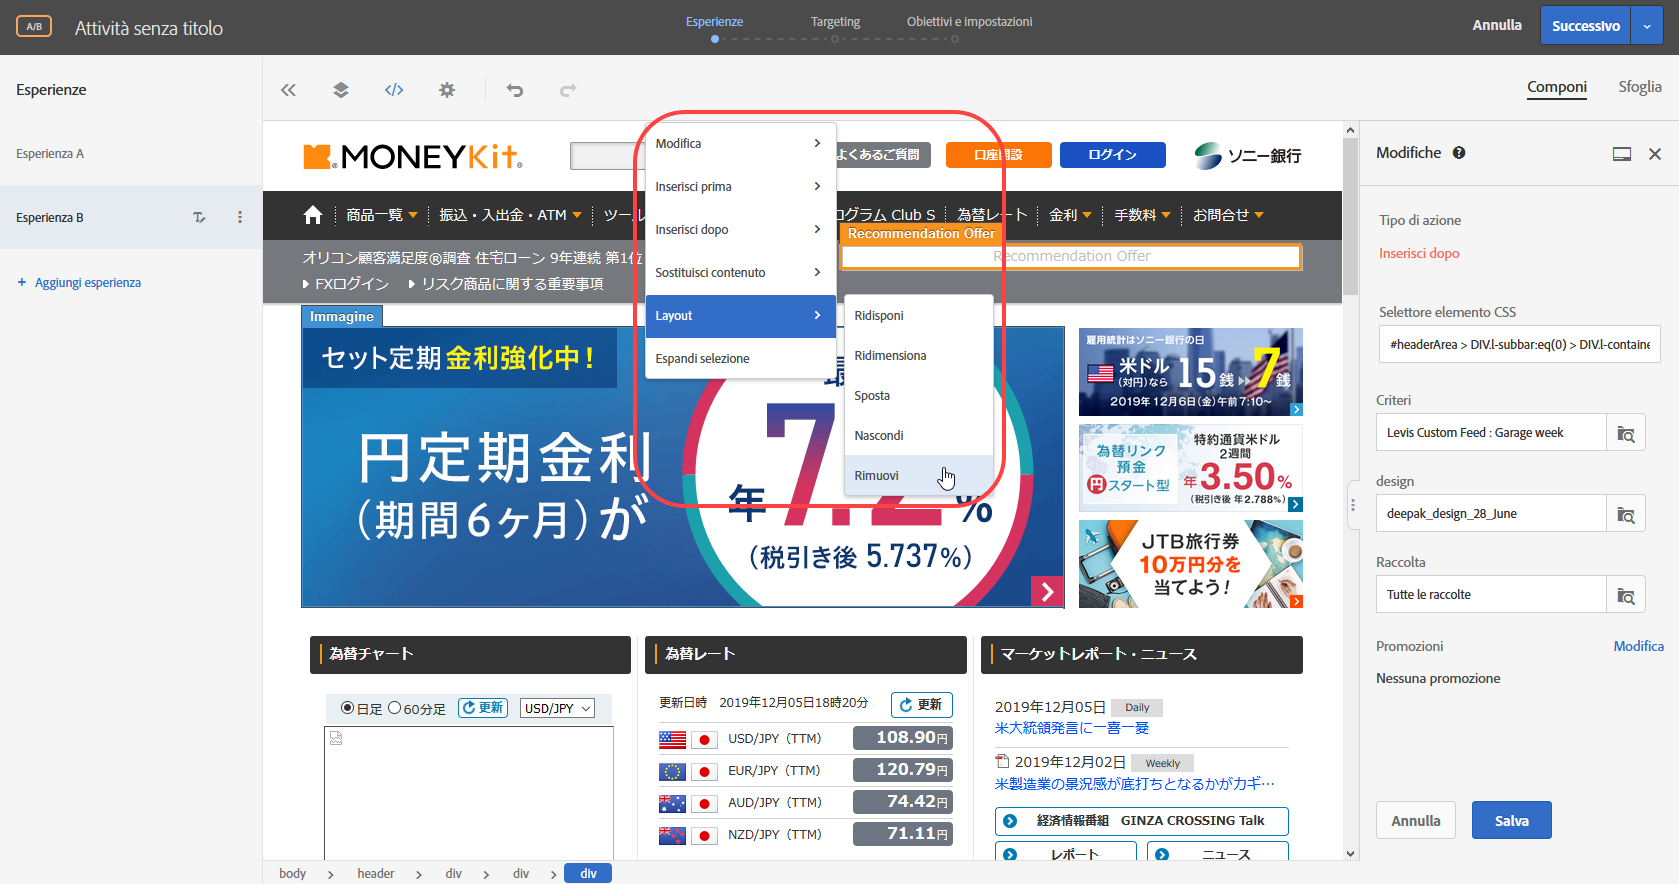 A/B
Attività senza titolo
Esperienze
Targeting
Obiettivi e impostazioni
Annulla
Successivo
Esperienze
Componi
Sfoglia
Esperienza A
Esperienza B
+ Aggiungi esperienza
MONEYKit
よくあるご質問
口座開設
ログイン
ソニー銀行
商品一覧
振込・入出金・ATM
ツール
ログラム Club S
為替レート
金利
手数料
お問合せ
Recommendation Offer
Recommendation Offer
オリコン顧客満足度®調査 住宅ローン 9年連続 第1位
FXログイン
リスク商品に関する重要事項
Modifica
Inserisci prima
Inserisci dopo
Sostituisci contenuto
Layout
Espandi selezione
Ridisponi
Ridimensiona
Sposta
Nascondi
Rimuovi
Immagine
セット定期 金利強化中！
円定期金利
（期間6ヶ月）が
年 7.2%
（税引き後 5.737%）
雇用統計はソニー銀行の日
米ドル
（対円）なら
15銭
7銭
2019年12月6日（金）午前7:10～
為替リンク
預金
円スタート型
特約通貨米ドル
2週間
年3.50%
（税引き後 年2.788%）
JTB旅行券
10万円分を
当てよう！
為替チャート
為替レート
マーケットレポート・ニュース
日足
60分足
更新
USD/JPY
更新日時 2019年12月05日18時20分
更新
USD/JPY（TTM）
108.90円
EUR/JPY（TTM）
120.79円
AUD/JPY（TTM）
74.42円
NZD/JPY（TTM）
71.11円
2019年12月05日
Daily
米大統領発言に一喜一憂
2019年12月02日
Weekly
米製造業の景況感が底打ちとなるかがカギ…
経済情報番組 GINZA CROSSING Talk
レポート
ニュース
Modifiche
Tipo di azione
Inserisci dopo
Selettore elemento CSS
#headerArea > DIV.l-subbar:eq(0) > DIV.l-containe
Criteri
Levis Custom Feed : Garage week
design
deepak_design_28_June
Raccolta
Tutte le raccolte
Promozioni
Modifica
Nessuna promozione
Annulla
Salva
body
header
div
div
div